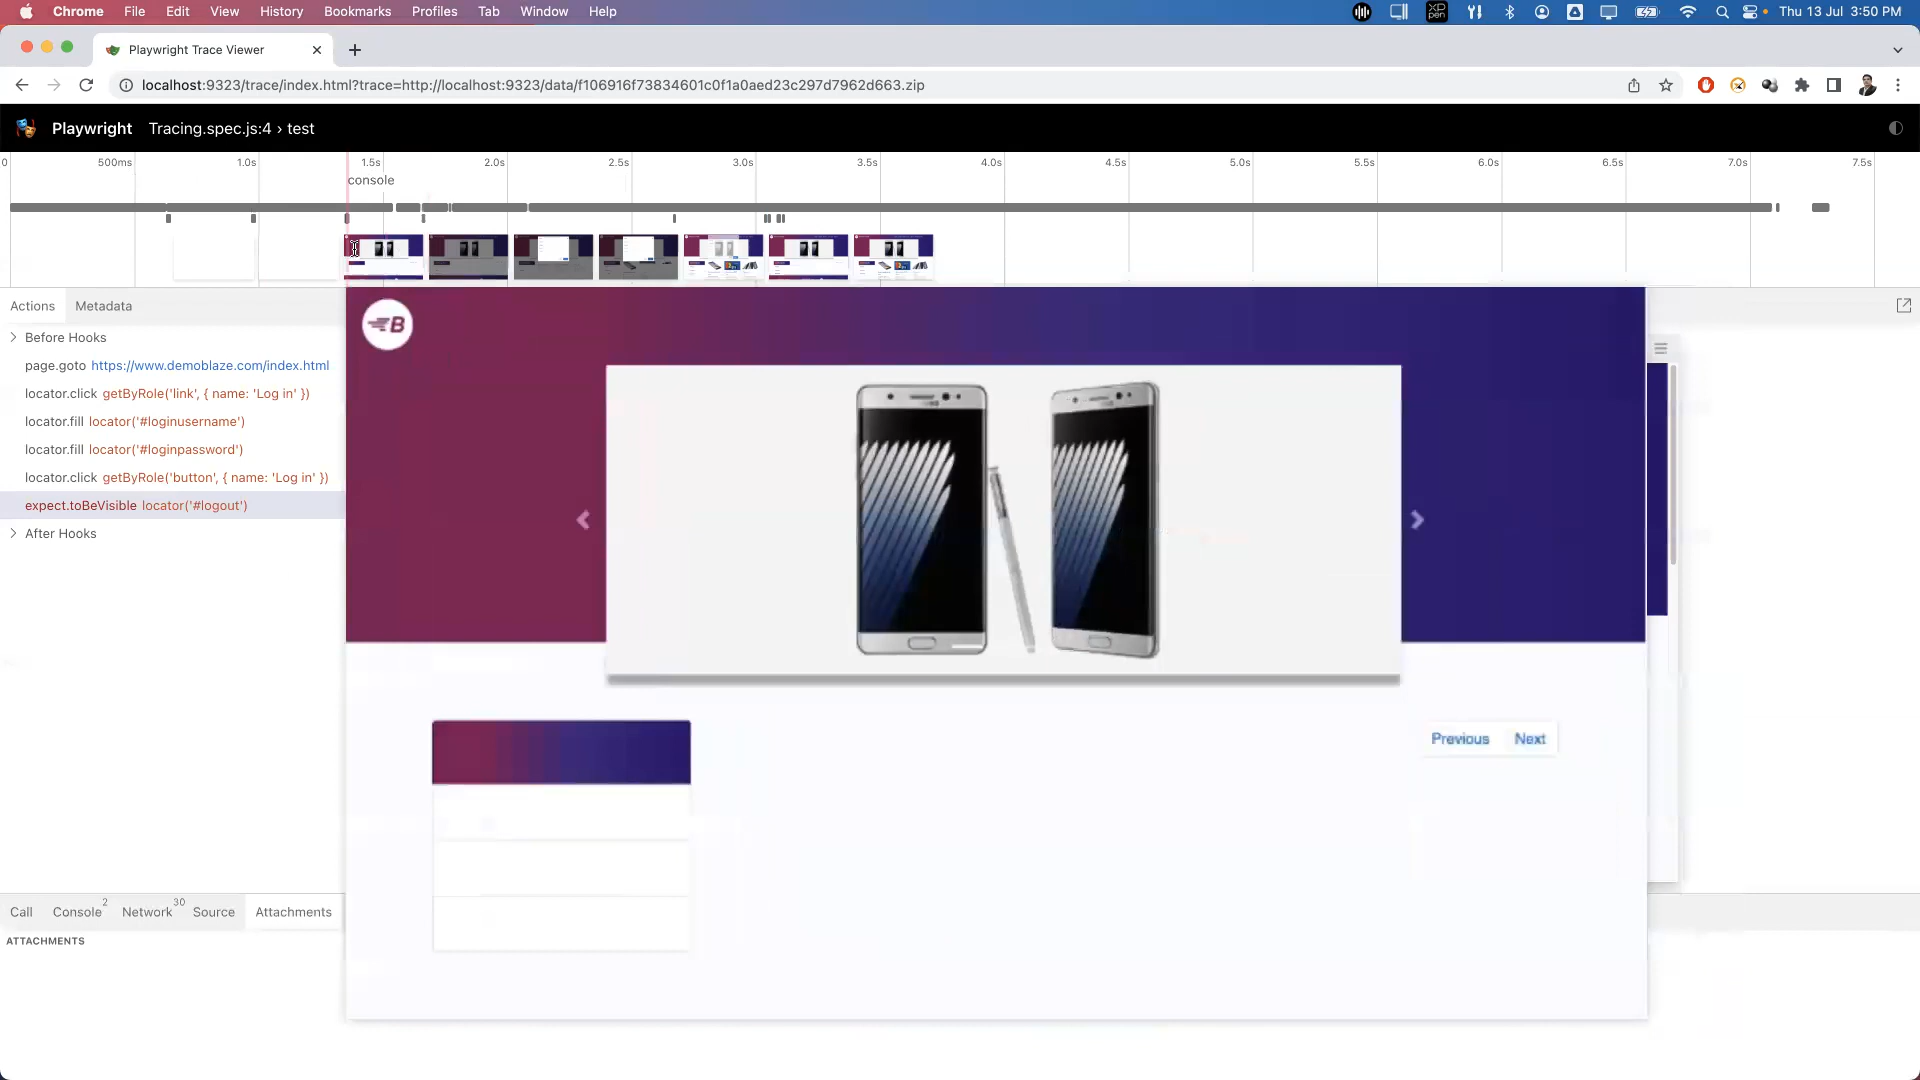 Chrome File Edit View History Bookmarks Profiles Tab Window Help
XP pen
Thu 13 Jul 3:50 PM
Playwright Trace Viewer
localhost:9323/trace/index.html?trace=http://localhost:9323/data/f106916f73834601c0f1a0aed23c297d7962d663.zip
Playwright Tracing.spec.js:4 › test
0 500ms 1.0s 1.5s 2.0s 2.5s 3.0s 3.5s 4.0s 4.5s 5.0s 5.5s 6.0s 6.5s 7.0s 7.5s
console
Actions Metadata
Before Hooks
page.goto https://www.demoblaze.com/index.html
locator.click getByRole('link', { name: 'Log in' })
locator.fill locator('#loginusername')
locator.fill locator('#loginpassword')
locator.click getByRole('button', { name: 'Log in' })
expect.toBeVisible locator('#logout')
After Hooks
B
Previous Next
Call Console 2 Network 30 Source Attachments
ATTACHMENTS